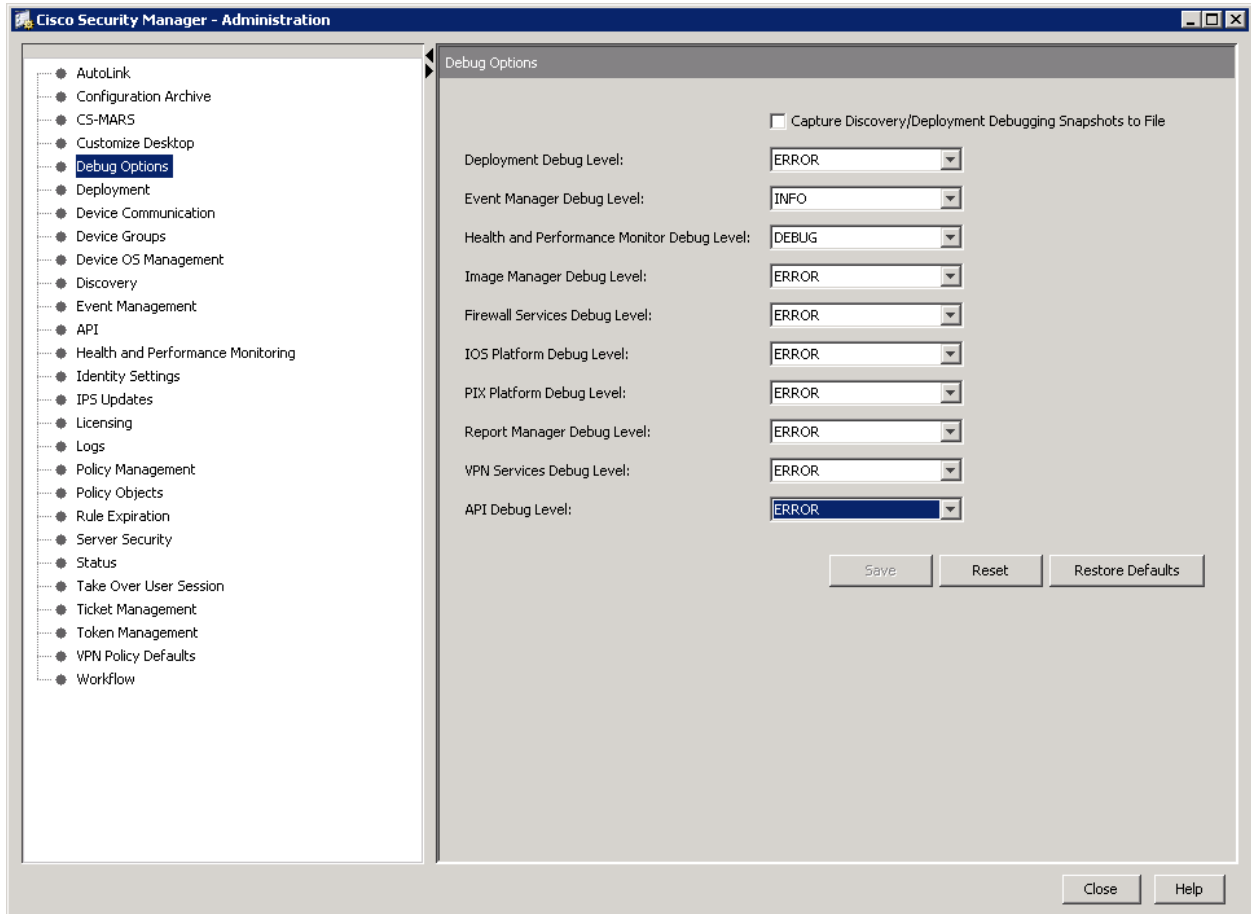 Cisco Security Manager - Administration
AutoLink
Configuration Archive
CS-MARS
Customize Desktop
Debug Options
Deployment
Device Communication
Device Groups
Device OS Management
Discovery
Event Management
API
Health and Performance Monitoring
Identity Settings
IPS Updates
Licensing
Logs
Policy Management
Policy Objects
Rule Expiration
Server Security
Status
Take Over User Session
Ticket Management
Token Management
VPN Policy Defaults
Workflow
Debug Options
Capture Discovery/Deployment Debugging Snapshots to File
Deployment Debug Level: ERROR
Event Manager Debug Level: INFO
Health and Performance Monitor Debug Level: DEBUG
Image Manager Debug Level: ERROR
Firewall Services Debug Level: ERROR
IOS Platform Debug Level: ERROR
PIX Platform Debug Level: ERROR
Report Manager Debug Level: ERROR
VPN Services Debug Level: ERROR
API Debug Level: ERROR
Save Reset Restore Defaults
Close Help